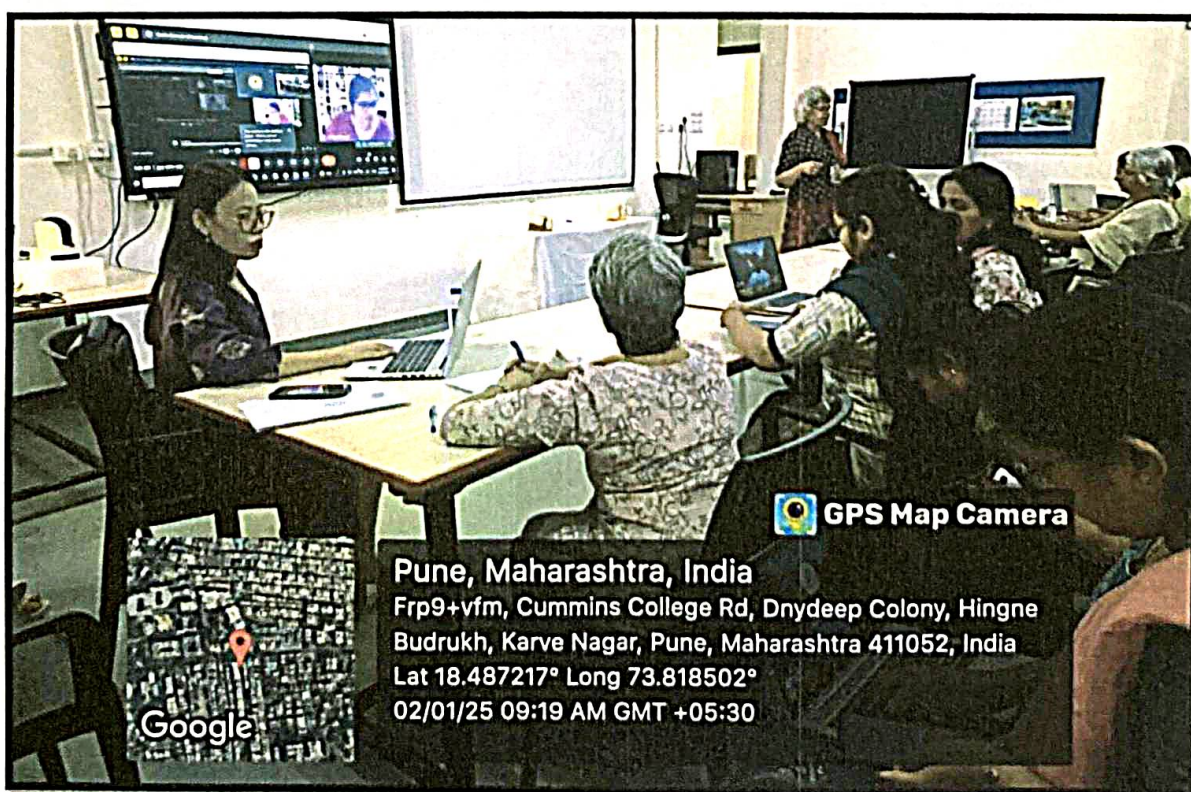 GPS Map Camera
Pune, Maharashtra, India
Frp9+vfm, Cummins College Rd, Dnydeep Colony, Hingne
Budrukh, Karve Nagar, Pune, Maharashtra 411052, India
Lat 18.487217° Long 73.818502°
02/01/25 09:19 AM GMT +05:30
Google